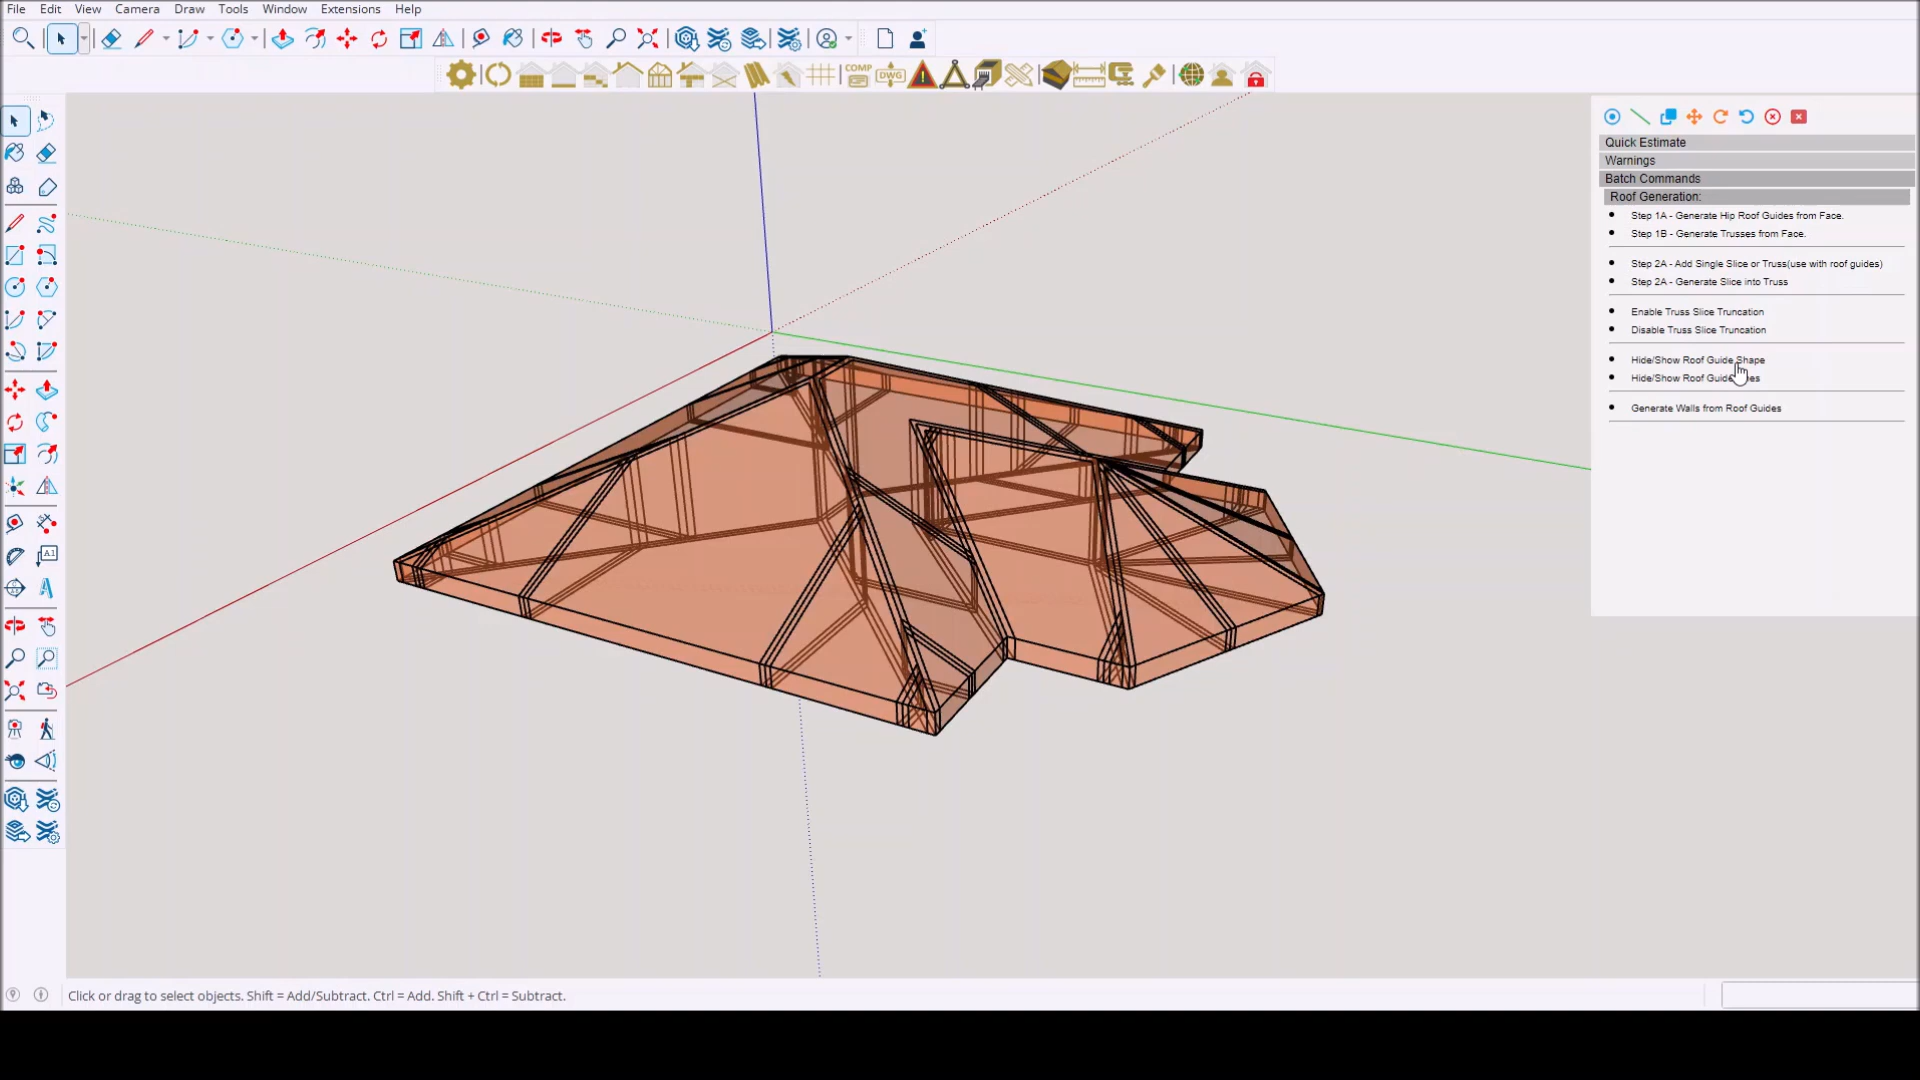 File Edit View Camera Draw Tools Window Extensions Help
COMP DWG
Quick Estimate
Warnings
Batch Commands
Roof Generation:
Step 1A - Generate Hip Roof Guides from Face.
Step 1B - Generate Trusses from Face.
Step 2A - Add Single Slice or Truss(use with roof guides)
Step 2A - Generate Slice into Truss
Enable Truss Slice Truncation
Disable Truss Slice Truncation
Hide/Show Roof Guide Shape
Hide/Show Roof Guide
Generate Walls from Roof Guides
A1
Click or drag to select objects. Shift = Add/Subtract. Ctrl = Add. Shift + Ctrl = Subtract.